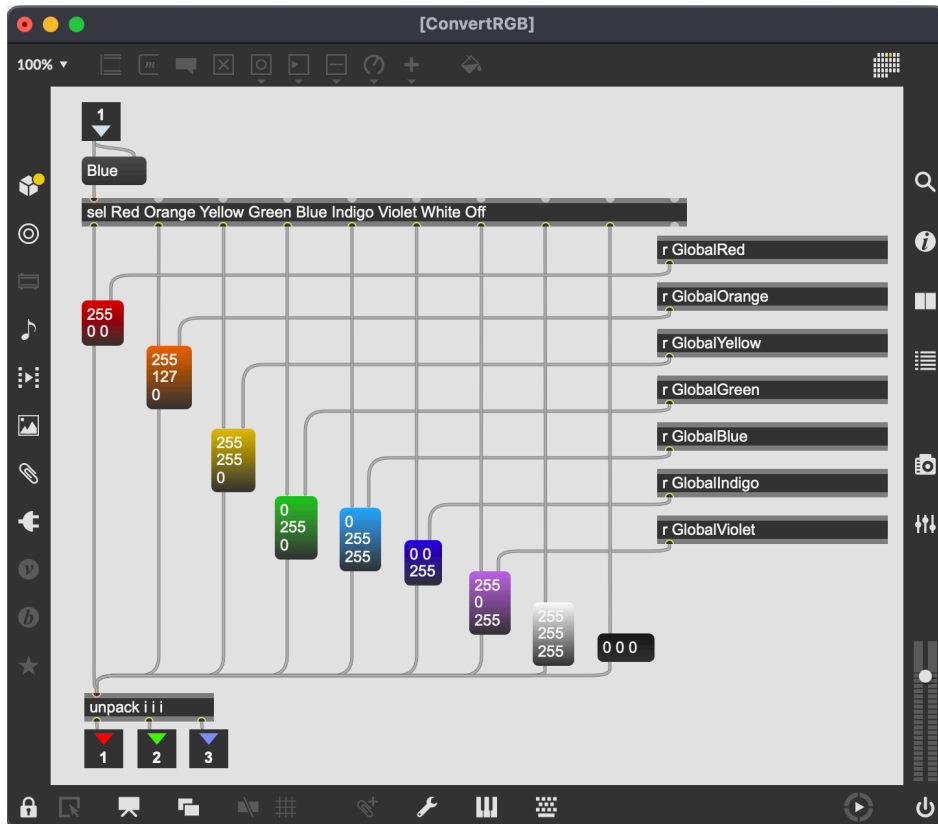 [ConvertRGB]
100%
1
Blue
sel Red Orange Yellow Green Blue Indigo Violet White Off
r GlobalRed
r GlobalOrange
r GlobalYellow
r GlobalGreen
r GlobalBlue
r GlobalIndigo
r GlobalViolet
255
0 0
255
127
0
255
255
0
0
255
0
0
255
255
0 0
255
255
0
255
255
255
255
0 0 0
unpack i i i
1
2
3